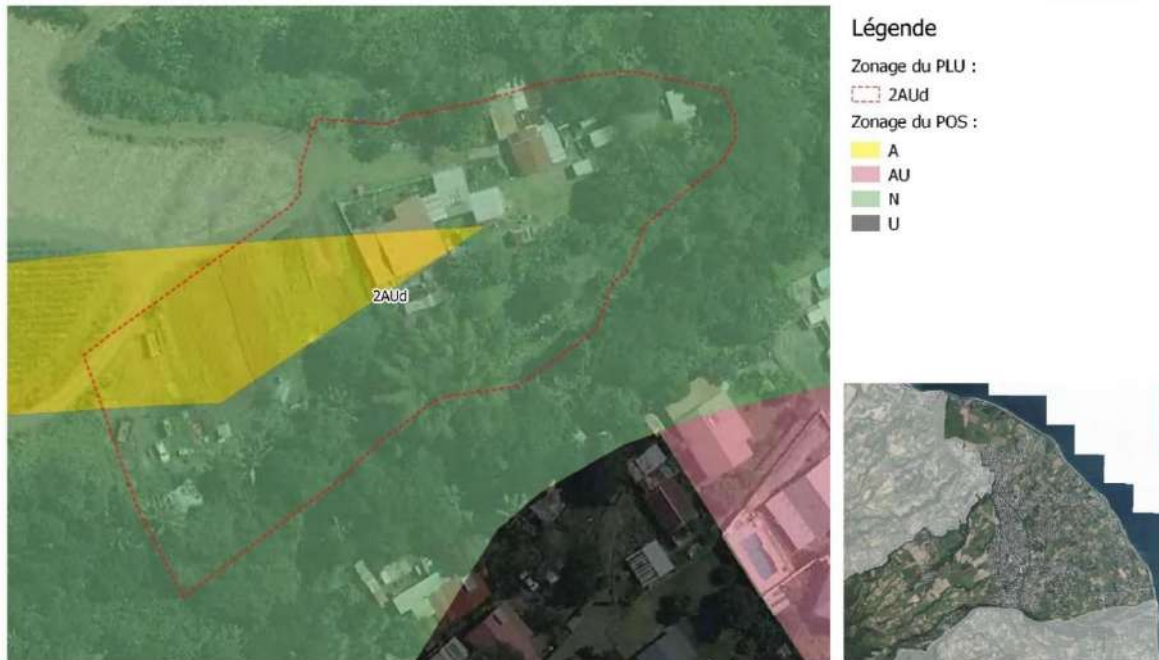 Légende
Zonage du PLU :
2AUd
Zonage du POS :
A
AU
N
U
2AUd